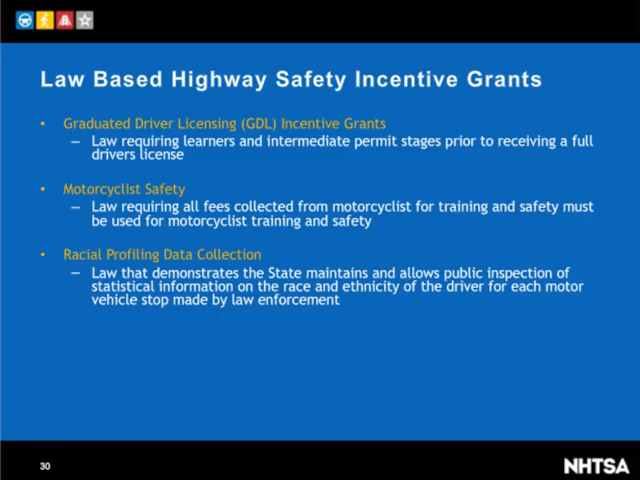 Law Based Highway Safety Incentive Grants
• Graduated Driver Licensing (GDL) Incentive Grants
— Law requiring learners and intermediate permit stages prior to receiving a full
drivers license
• Motorcyclist Safety
— Law requiring all fees collected from motorcyclist for training and safety must
be used for motorcyclist training and safety
• Racial Profiling Data Collection
— Law that demonstrates the State maintains and allows public inspection of
statistical information on the race and ethnicity of the driver for each motor
vehicle stop made by law enforcement
30
NHTSA